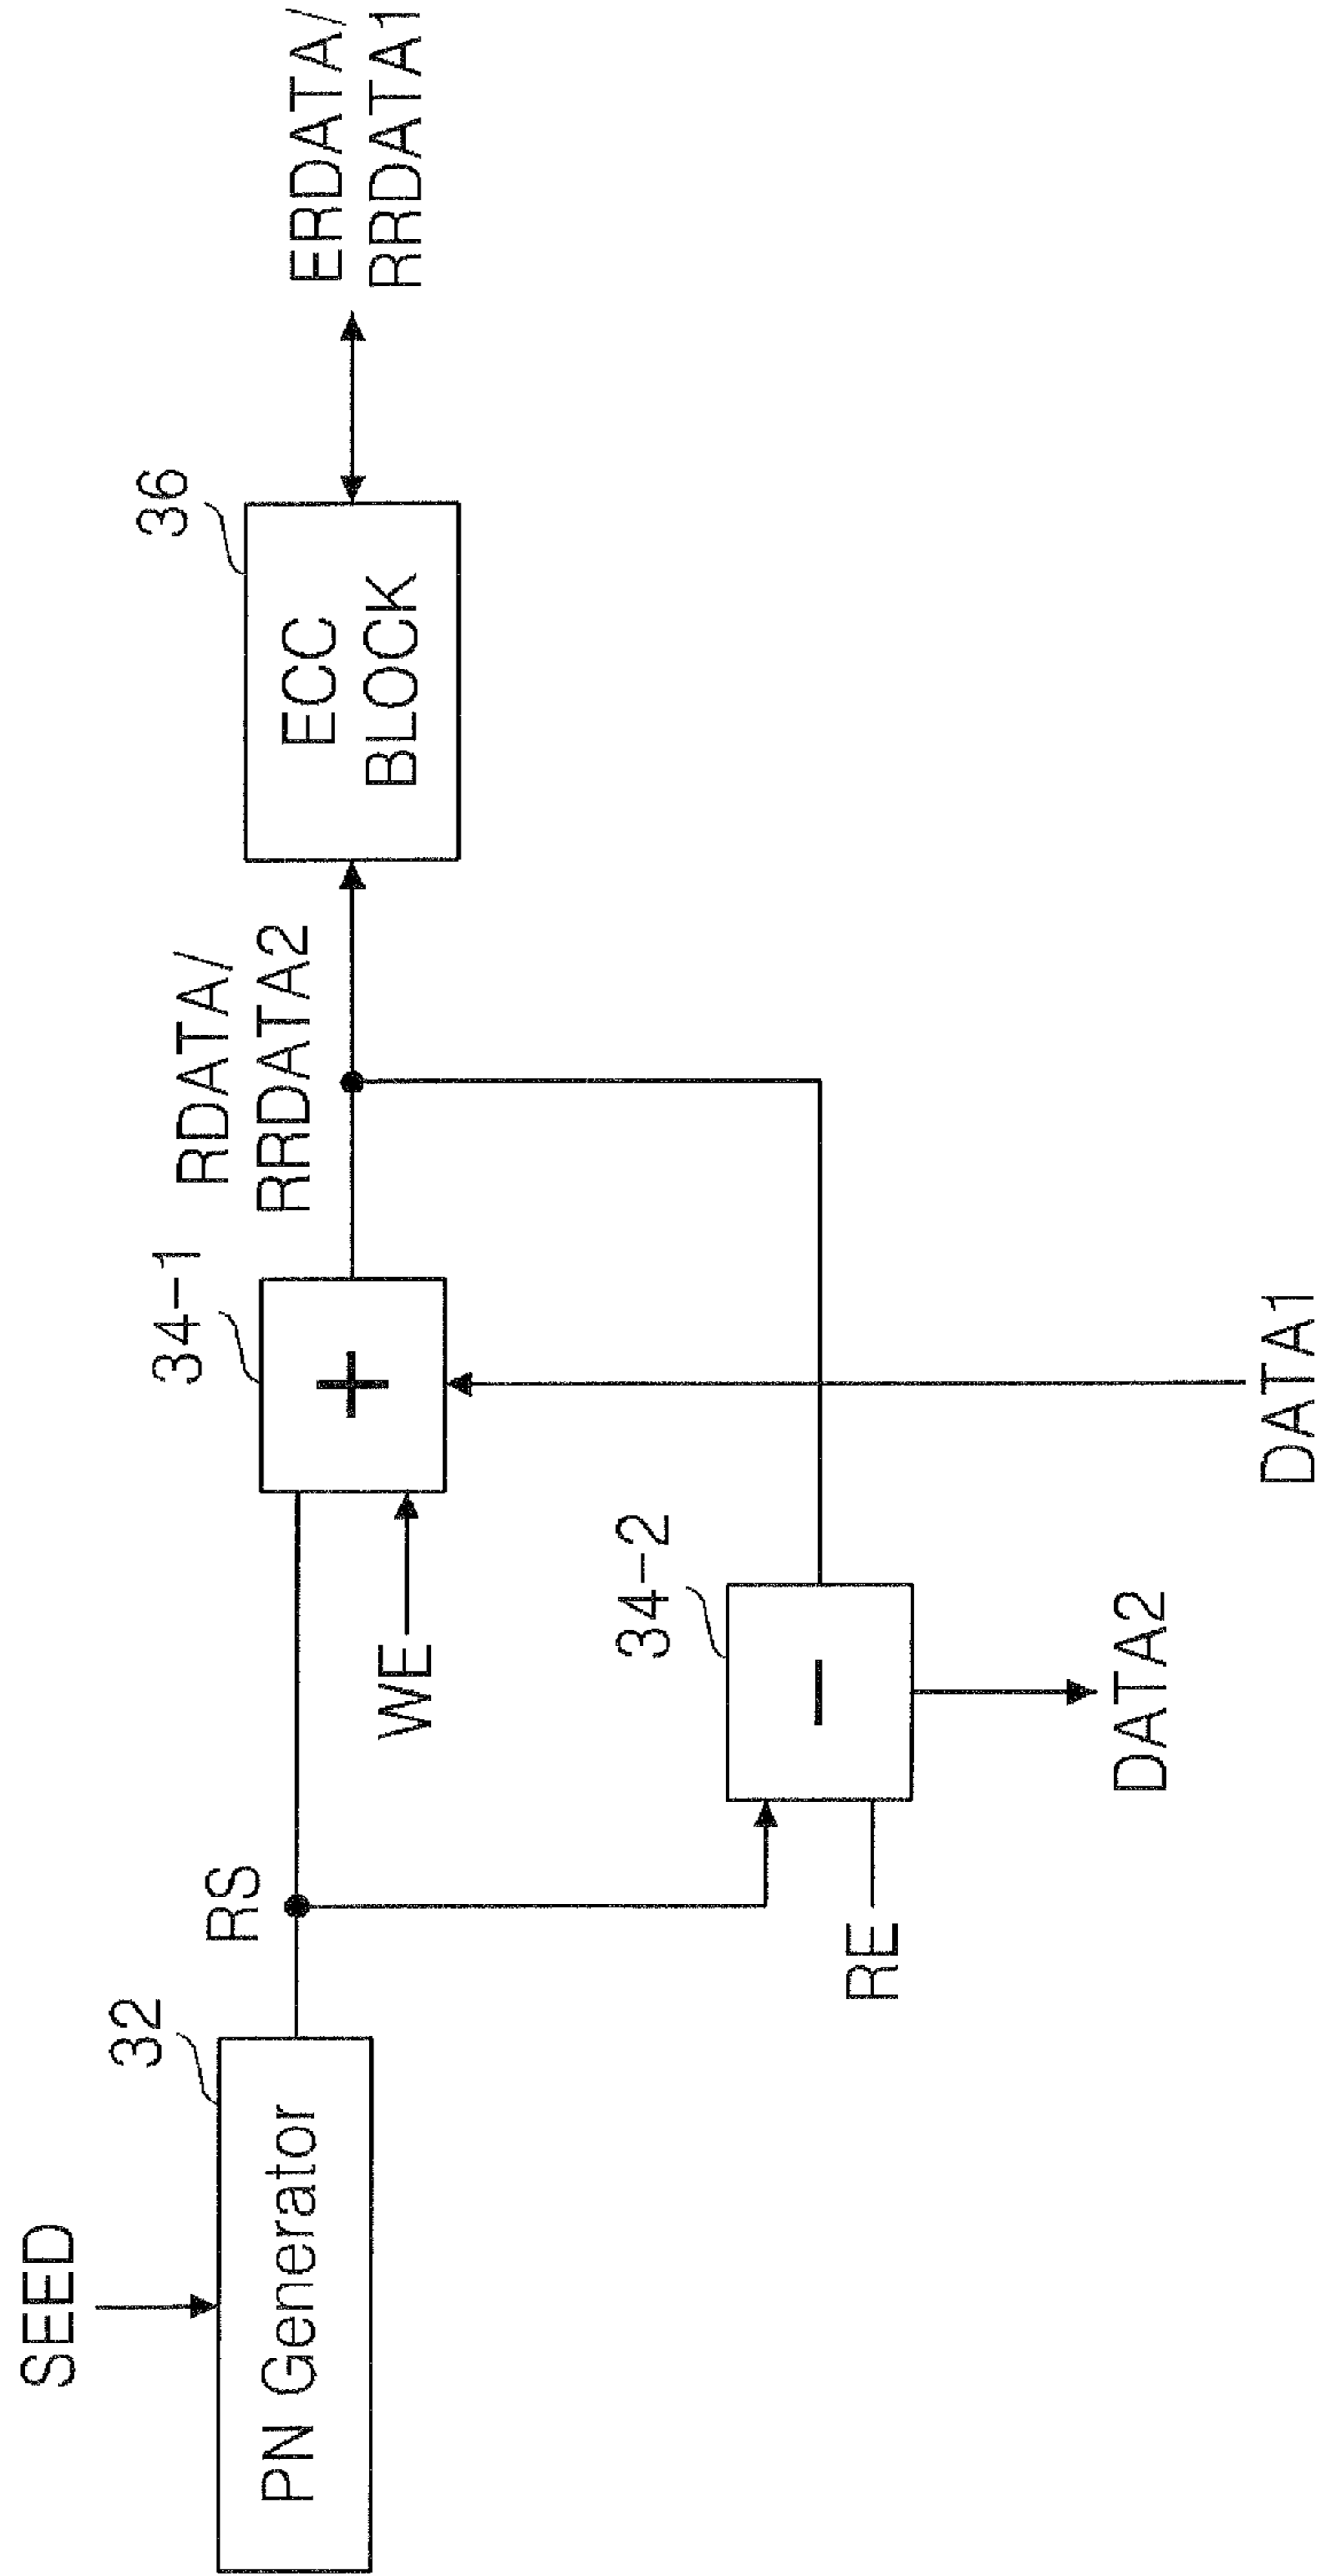 SEED
32
PN Generator
RS
34-1
+
WE
RDATA/
RRDATA2
36
ECC
BLOCK
ERDATA/
RRDATA1
34-2
−
RE
DATA2
DATA1